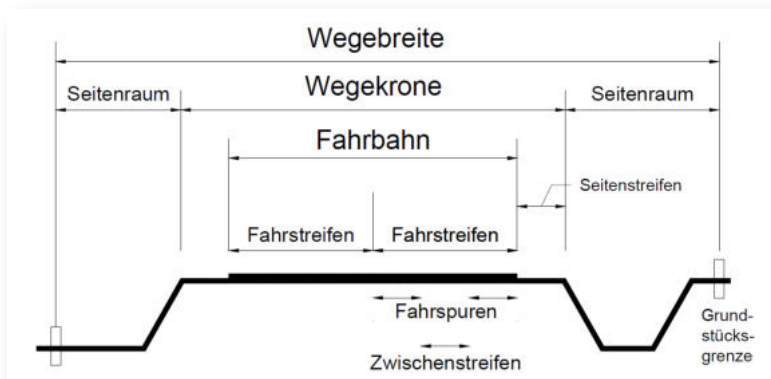 Wegebreite
Seitenraum
Wegekrone
Seitenraum
Fahrbahn
Seitenstreifen
Fahrstreifen
Fahrstreifen
Fahrspuren
Zwischenstreifen
Grund-
stücks-
grenze